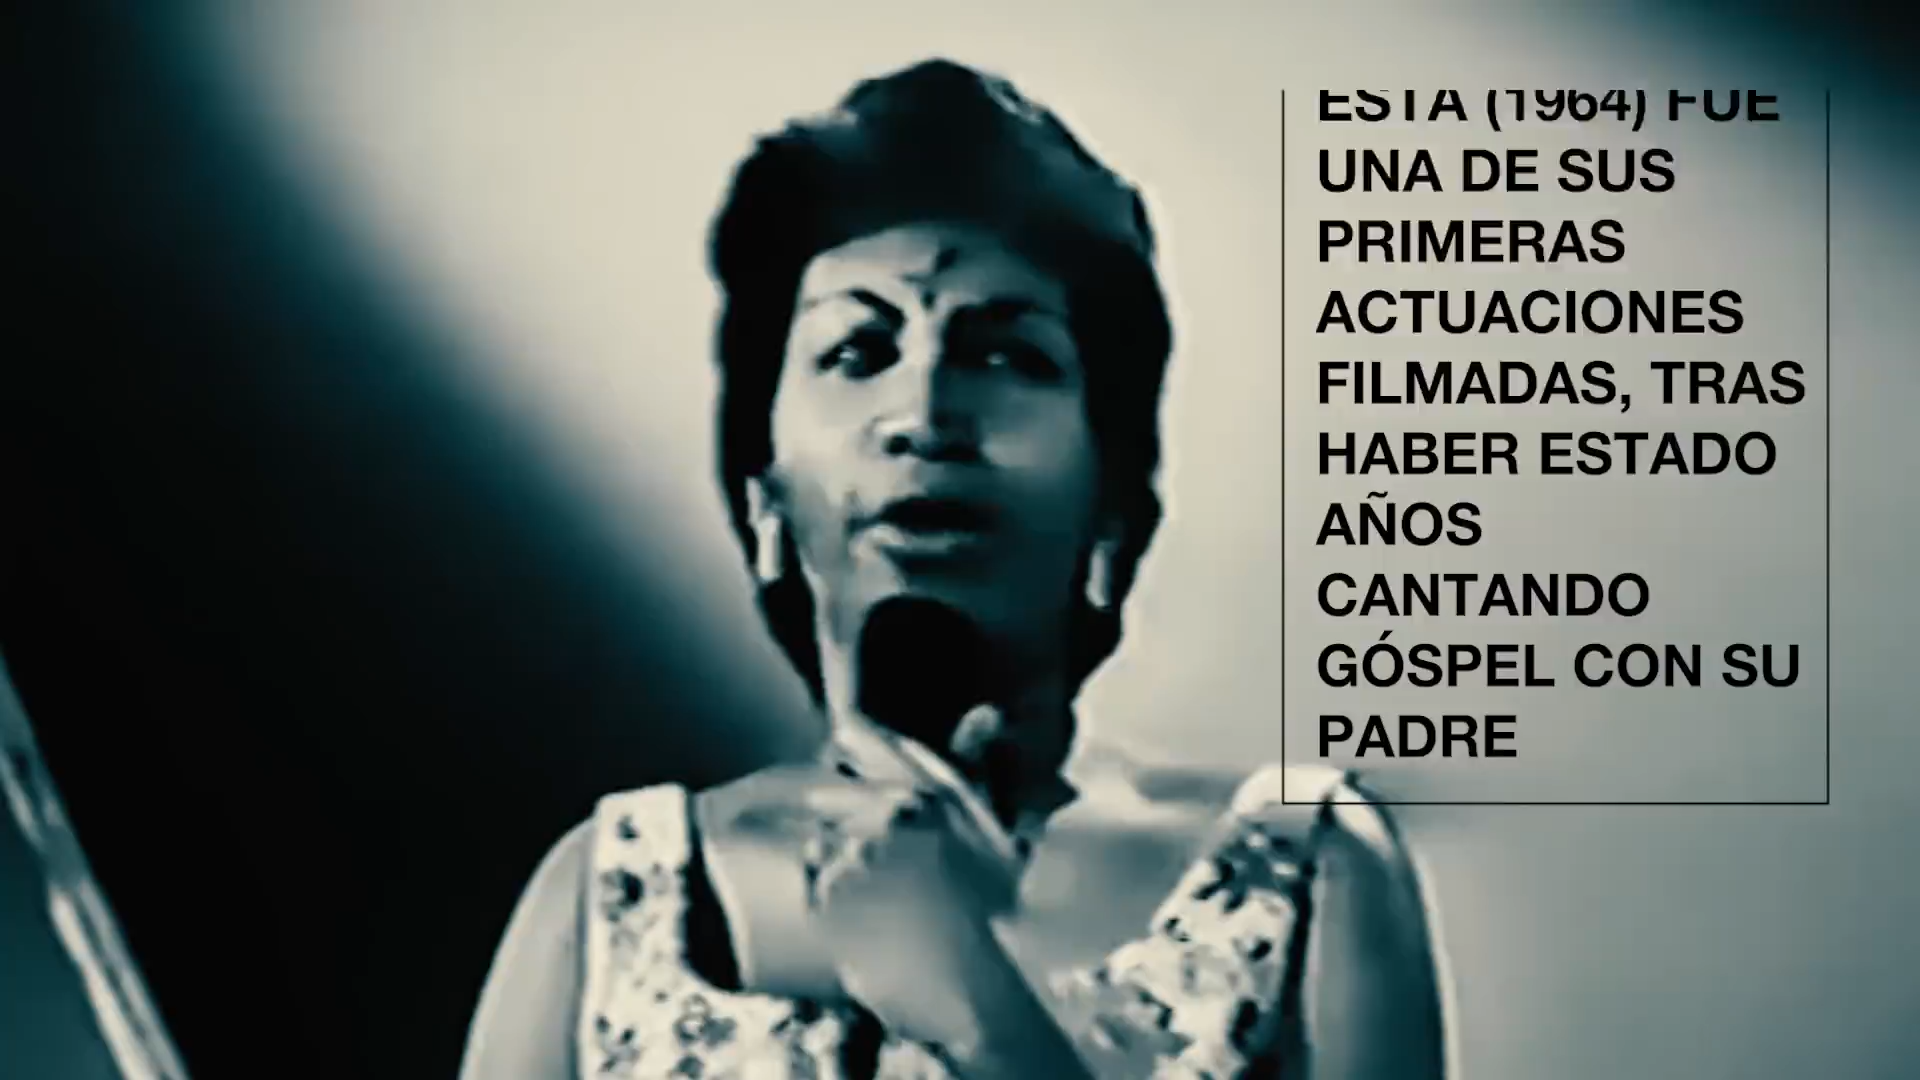 ESTA (1964) FUE
UNA DE SUS
PRIMERAS
ACTUACIONES
FILMADAS, TRAS
HABER ESTADO
AÑOS
CANTANDO
GÓSPEL CON SU
PADRE